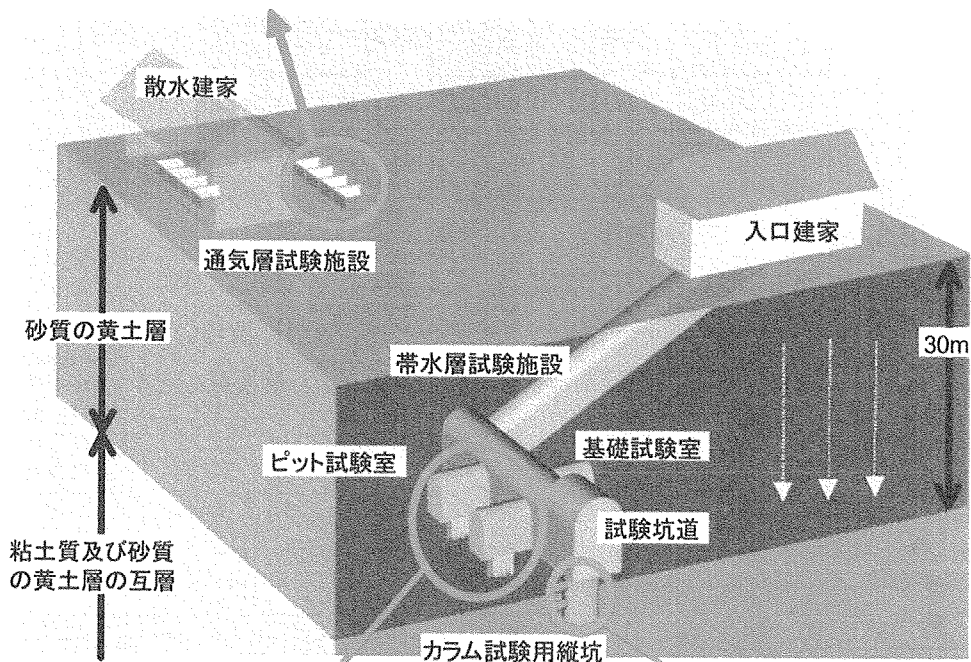 散水建家
入口建家
通気層試験施設
砂質の黄土層
30m
帯水層試験施設
ピット試験室
基礎試験室
試験坑道
粘土質及び砂質
の黄土層の互層
カラム試験用縦坑